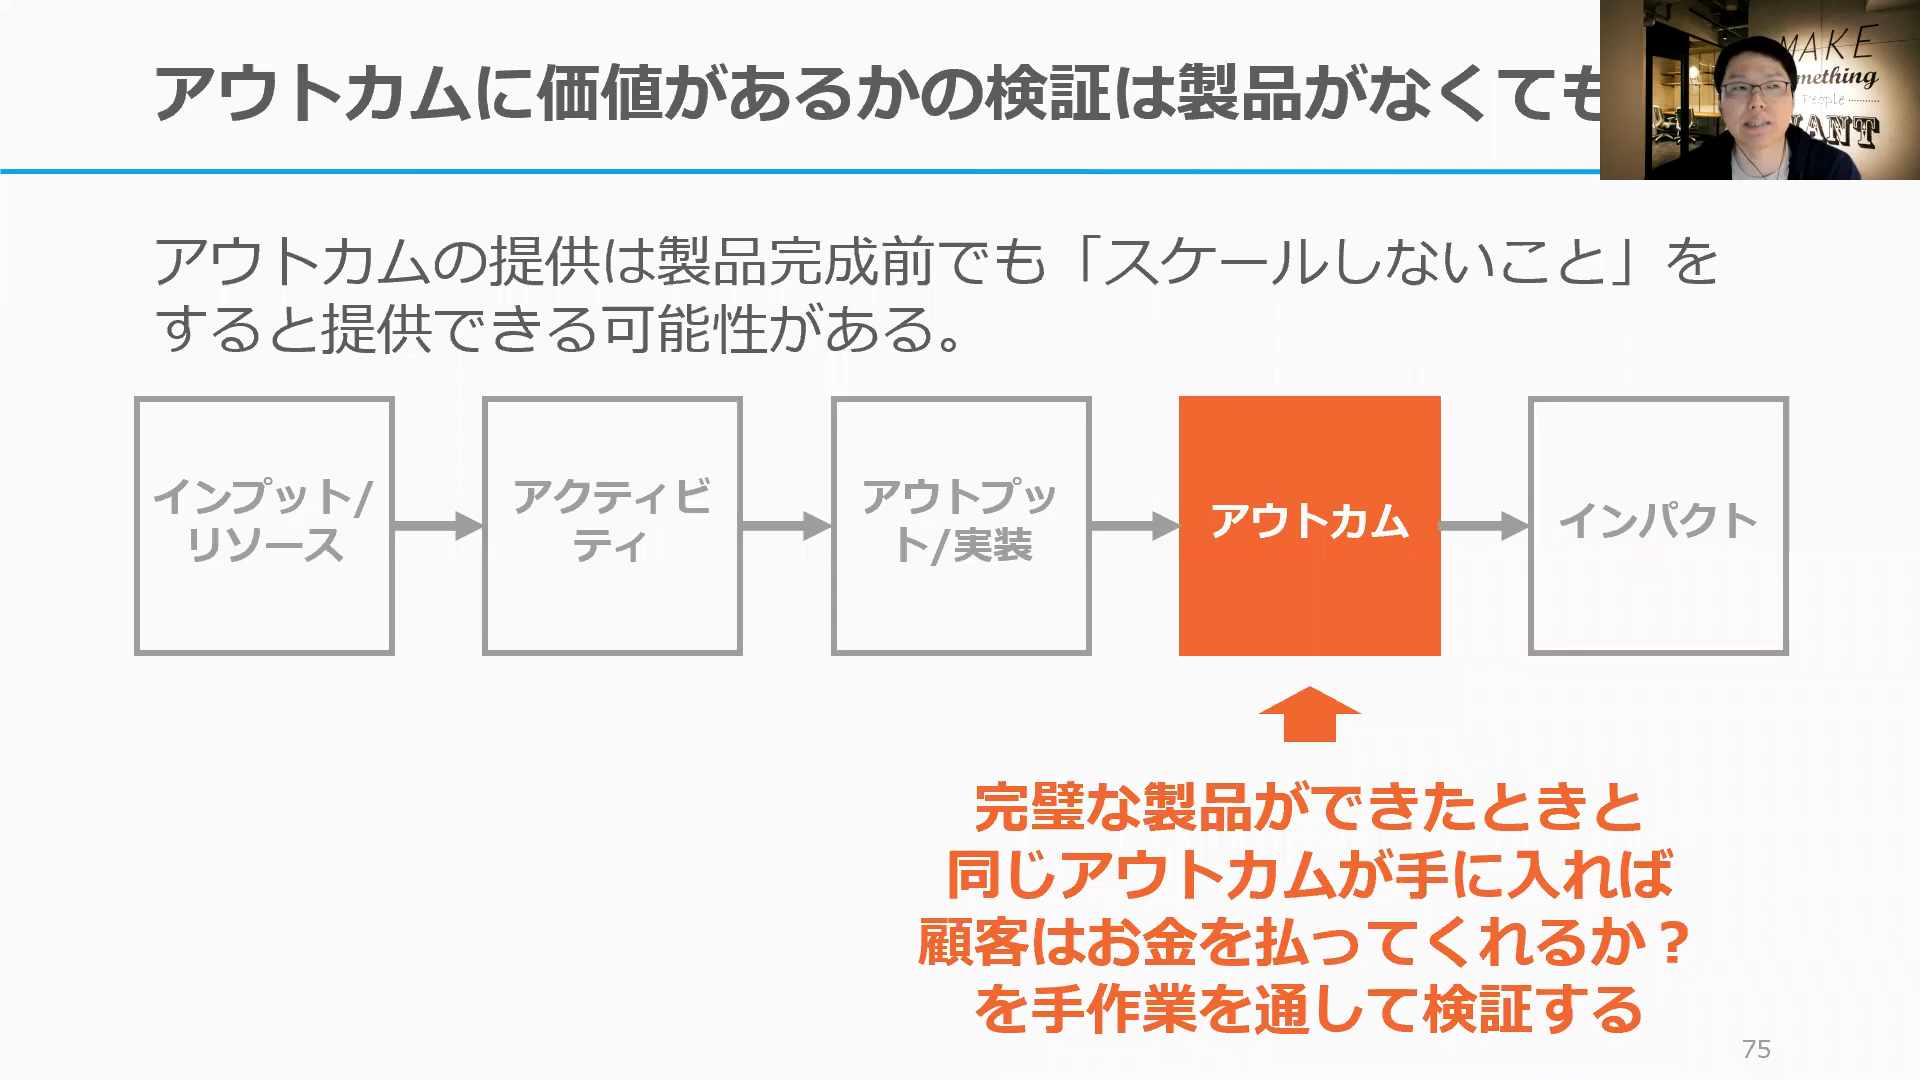 アウトカムに価値があるかの検証は製品がなくても
MAKE
mething
People
ANT
アウトカムの提供は製品完成前でも「スケールしないこと」を
すると提供できる可能性がある。
インプット/
リソース
アクティビ
ティ
アウトプッ
ト/実装
アウトカム
インパクト
完璧な製品ができたときと
同じアウトカムが手に入れば
顧客はお金を払ってくれるか？
を手作業を通して検証する
75